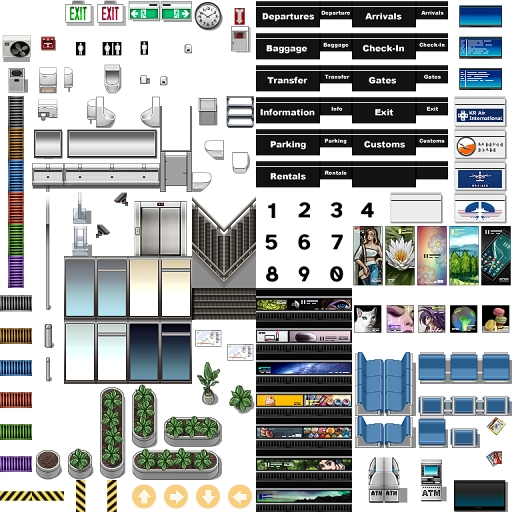 EXIT EXIT
Departures Departure Arrivals Arrivals
Baggage Baggage Check-In Check-In
Transfer Transfer Gates Gates
Information Info Exit Exit
KR Air
International
Parking Parking Customs Customs
Rentals Rentals
1 2 3 4
5 6 7
8 9 0
ATM ATM
ATM